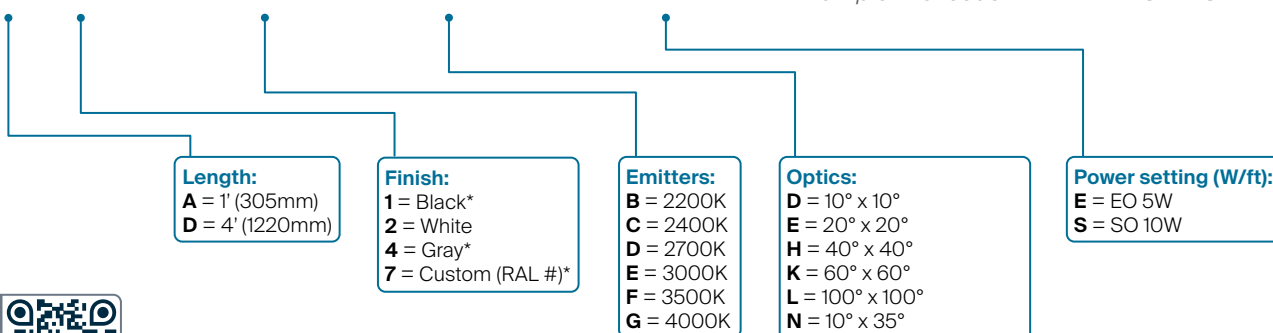 Length:
A = 1' (305mm)
D = 4' (1220mm)
Finish:
1 = Black*
2 = White
4 = Gray*
7 = Custom (RAL #)*
Emitters:
B = 2200K
C = 2400K
D = 2700K
E = 3000K
F = 3500K
G = 4000K
Optics:
D = 10° x 10°
E = 20° x 20°
H = 40° x 40°
K = 60° x 60°
L = 100° x 100°
N = 10° x 35°
Power setting (W/ft):
E = EO 5W
S = SO 10W